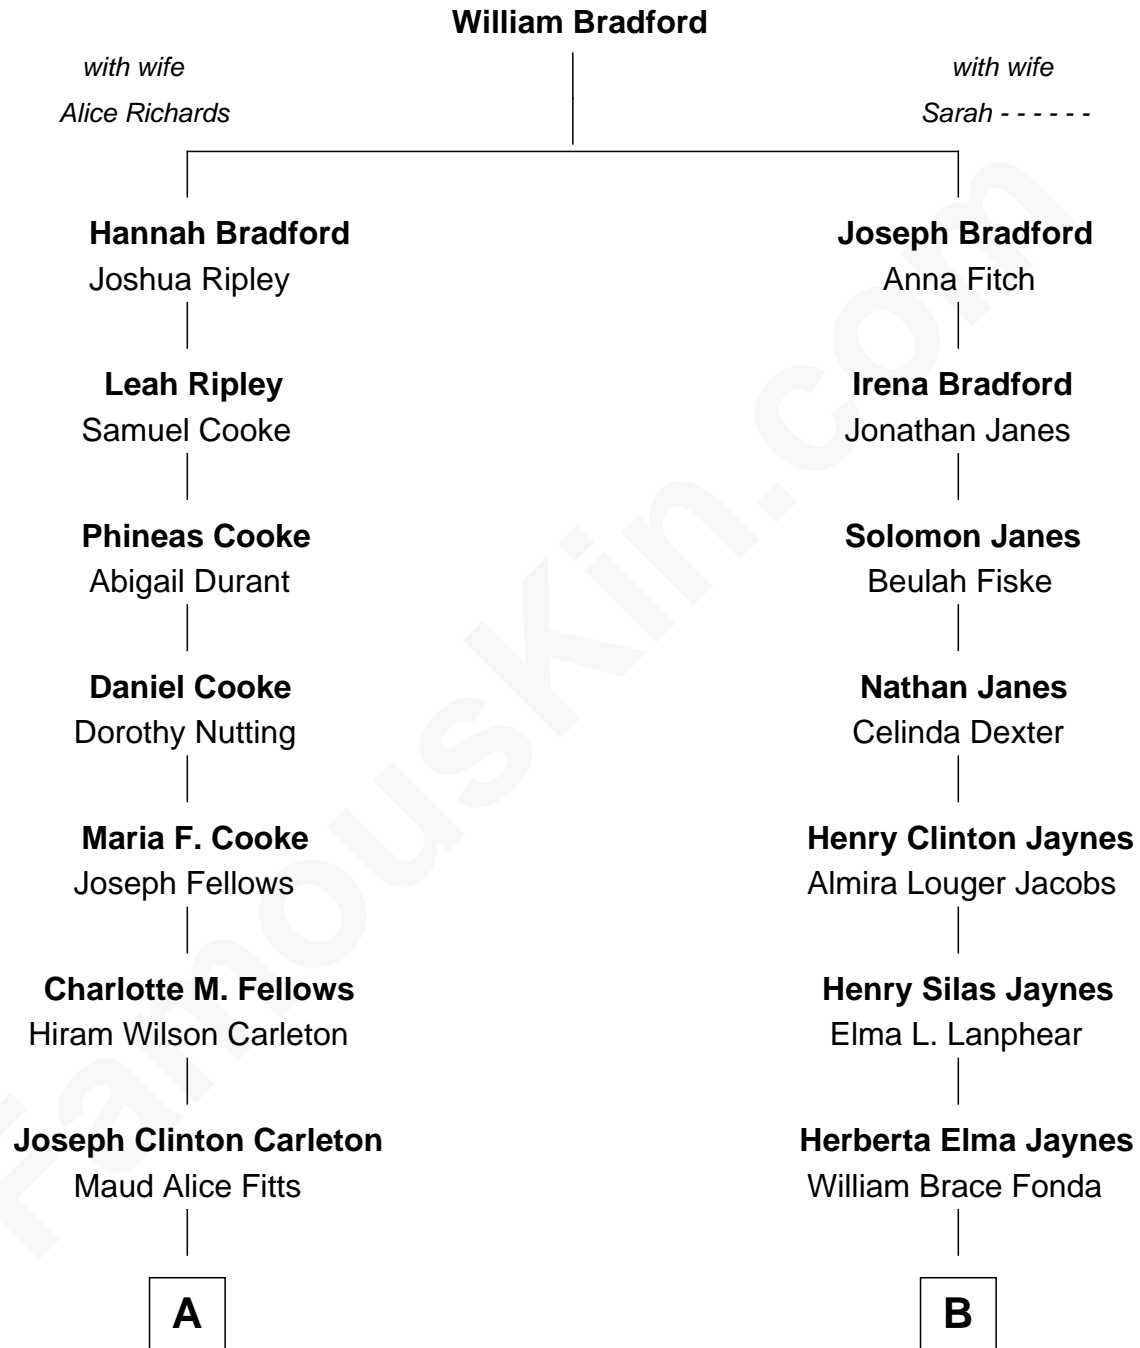 William Bradford
with wife
Alice Richards
with wife
Sarah - - - - - -
Hannah Bradford
Joshua Ripley
Joseph Bradford
Anna Fitch
Leah Ripley
Samuel Cooke
Irena Bradford
Jonathan Janes
Phineas Cooke
Abigail Durant
Solomon Janes
Beulah Fiske
Daniel Cooke
Dorothy Nutting
Nathan Janes
Celinda Dexter
Maria F. Cooke
Joseph Fellows
Henry Clinton Jaynes
Almira Louger Jacobs
Charlotte M. Fellows
Hiram Wilson Carleton
Henry Silas Jaynes
Elma L. Lanphear
Joseph Clinton Carleton
Maud Alice Fitts
Herberta Elma Jaynes
William Brace Fonda
A
B
FamousKin.com